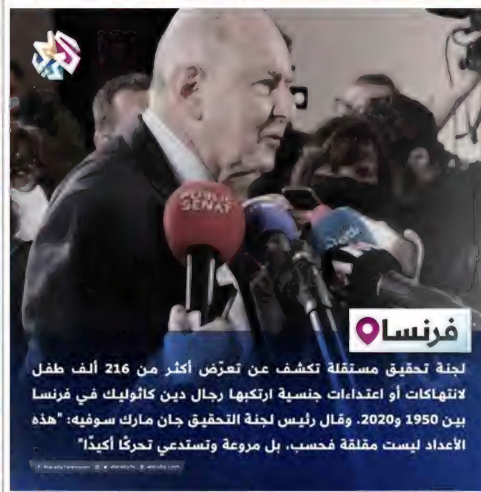 PUBLIC
SENAT
فرنسا
لجنة تحقيق مستقلة تكشف عن تعرّض أكثر من 216 ألف طفل
لانتهاكات أو اعتداءات جنسية ارتكبها رجال دين كاثوليك في فرنسا
بين 1950 و2020. وقال رئيس لجنة التحقيق جان مارك سوفيه: "هذه
الأعداد ليست مقلقة فحسب، بل مروعة وتستدعي تحركًا أكيدًا"